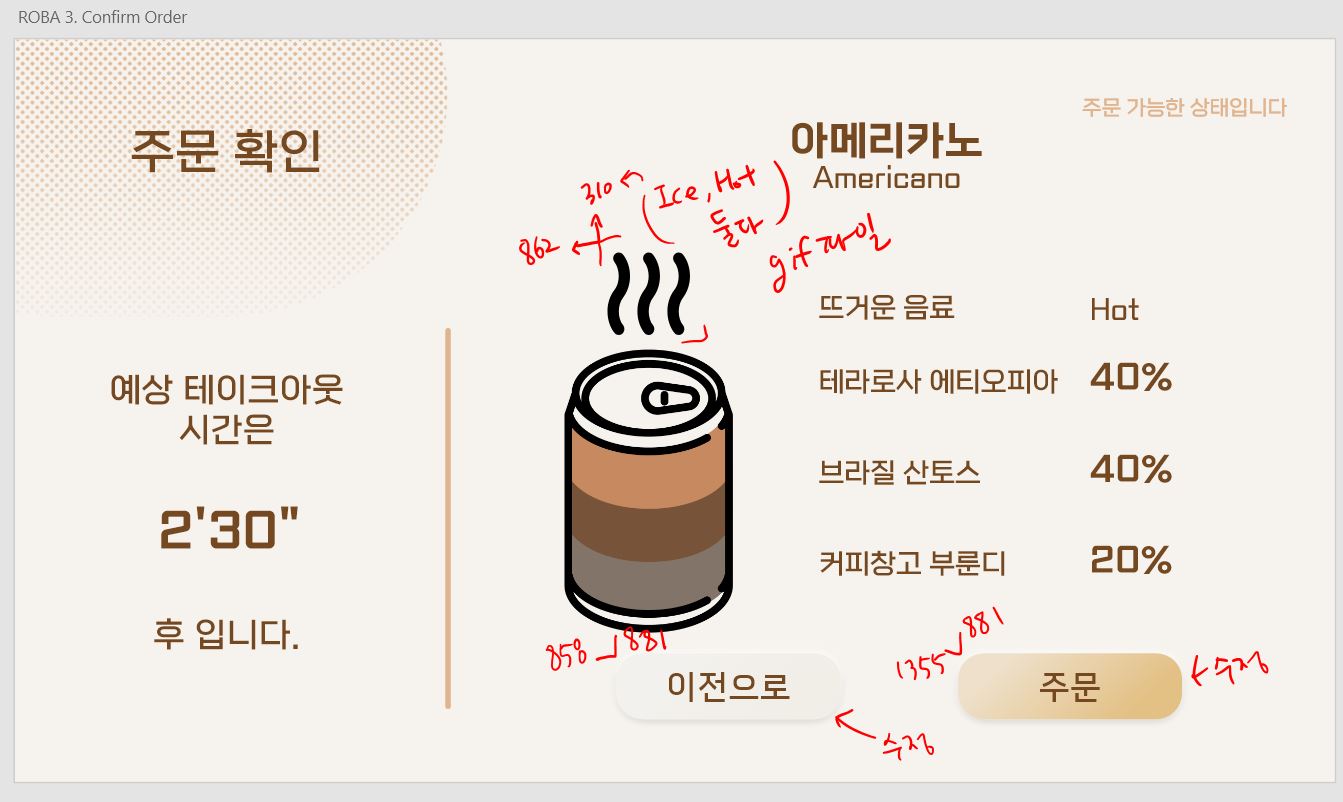 ROBA 3. Confirm Order
주문 확인
주문 가능한 상태입니다
아메리카노
Americano
310
(Ice, Hot
둘다)
862
gif파일
뜨거운 음료 Hot
테라로사 에티오피아 40%
브라질 산토스 40%
커피창고 부룬디 20%
예상 테이크아웃
시간은
2'30"
후 입니다.
858 881
이전으로
수정
1355 881
주문
수정